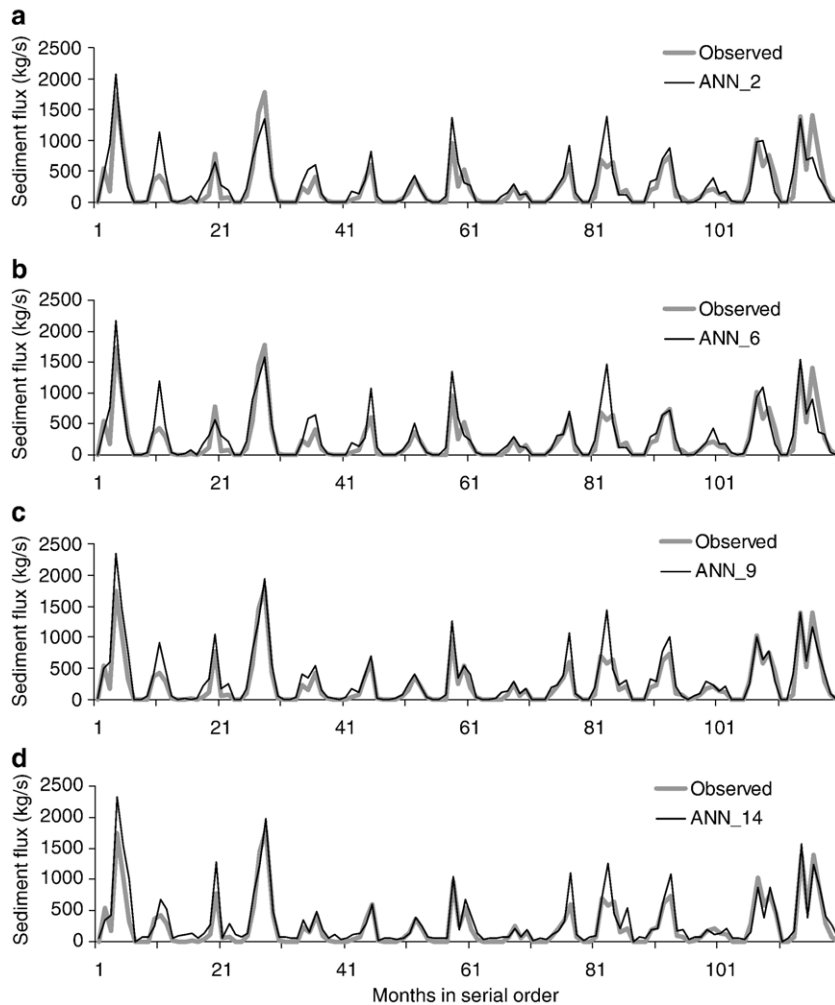 a
Sediment flux (kg/s)
2500
2000
1500
1000
500
0
Observed
ANN_2
1 21 41 61 81 101
b
Sediment flux (kg/s)
2500
2000
1500
1000
500
0
Observed
ANN_6
1 21 41 61 81 101
c
Sediment flux (kg/s)
2500
2000
1500
1000
500
0
Observed
ANN_9
1 21 41 61 81 101
d
Sediment flux (kg/s)
2500
2000
1500
1000
500
0
Observed
ANN_14
1 21 41 61 81 101
Months in serial order